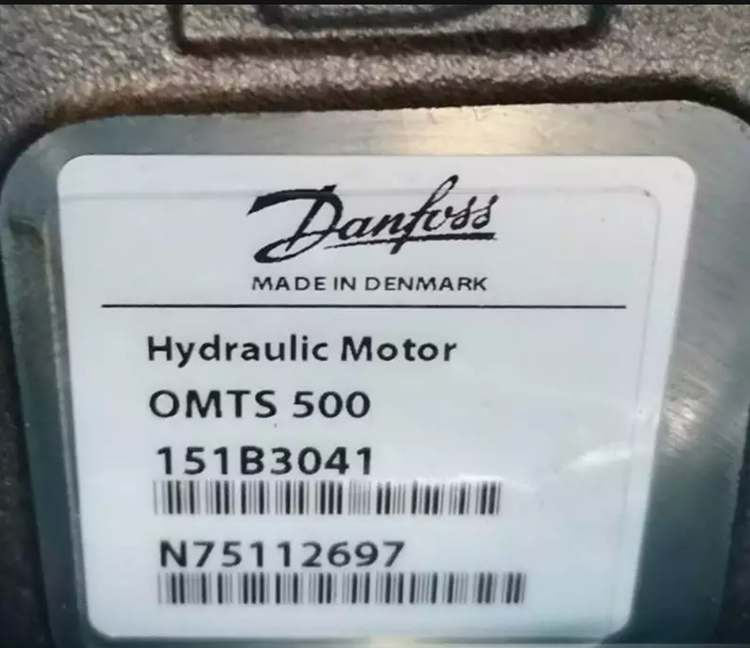 Danfoss
MADE IN DENMARK
Hydraulic Motor
OMTS 500
151B3041
N75112697